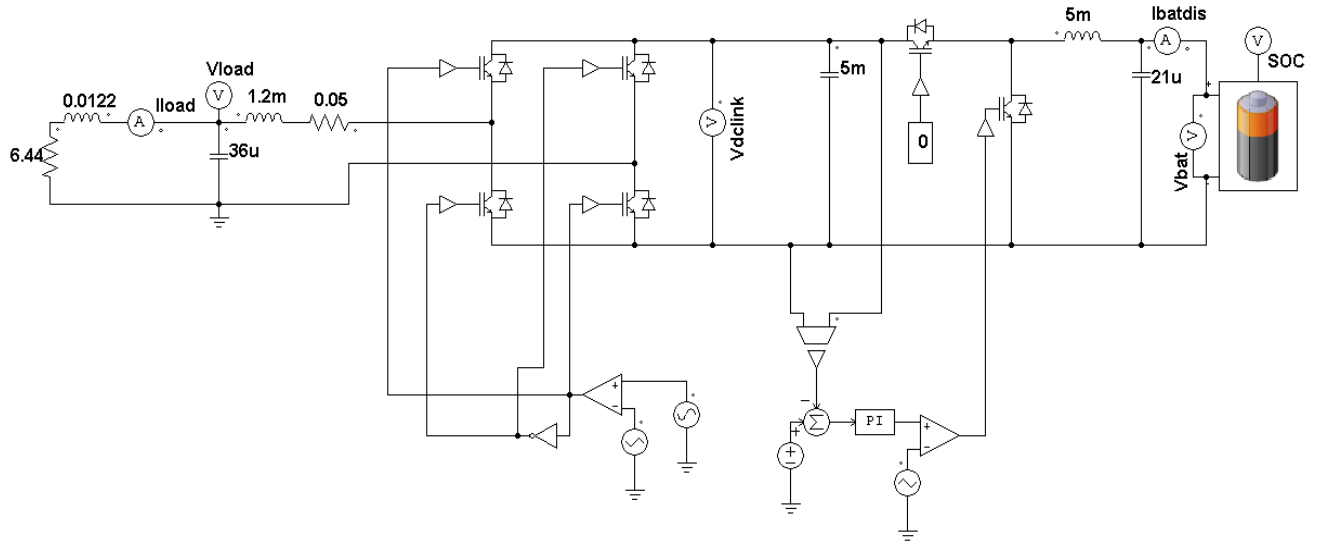 5m
Ibatdis
V
A
SOC
Vload
V
1.2m
0.05
0.0122
Iload
A
5m
21u
V
Vdclink
V
Vbat
6.44
36u
0
PI